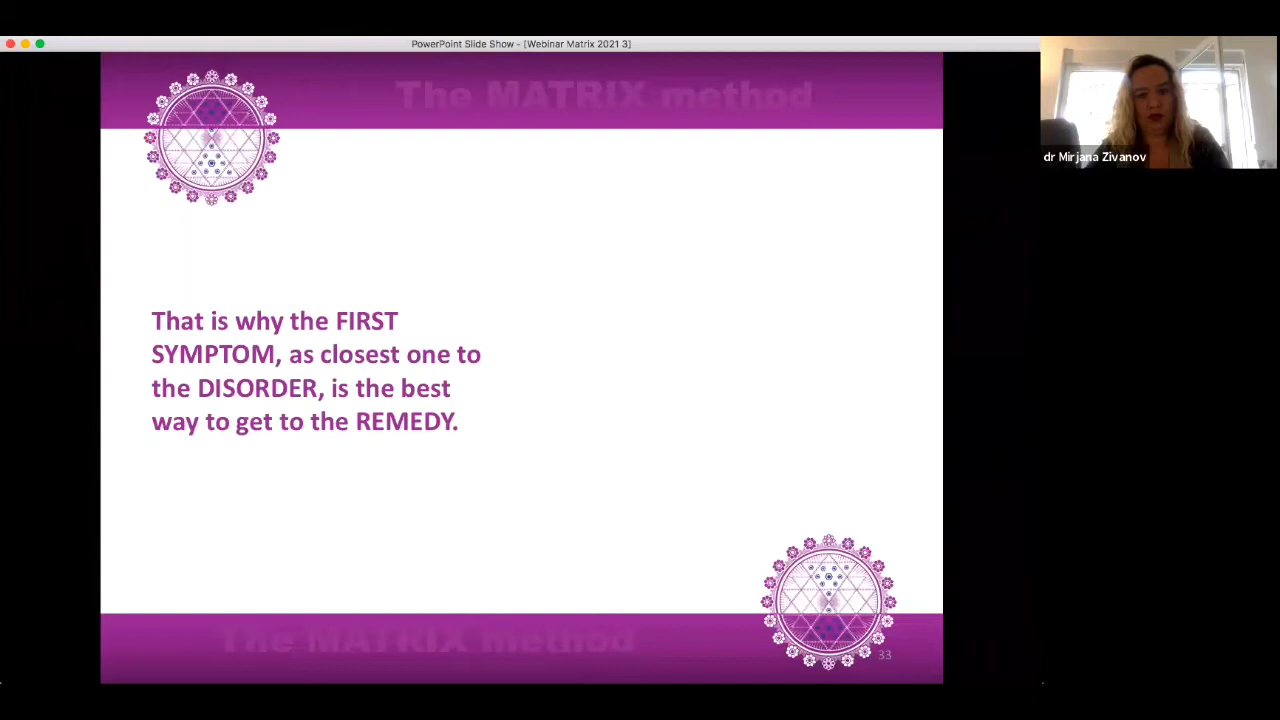 PowerPoint Slide Show - [Webinar Matrix 2021 3]
The MATRIX method
dr Mirjana Zivanov
That is why the FIRST
SYMPTOM, as closest one to
the DISORDER, is the best
way to get to the REMEDY.
The MATRIX method
33